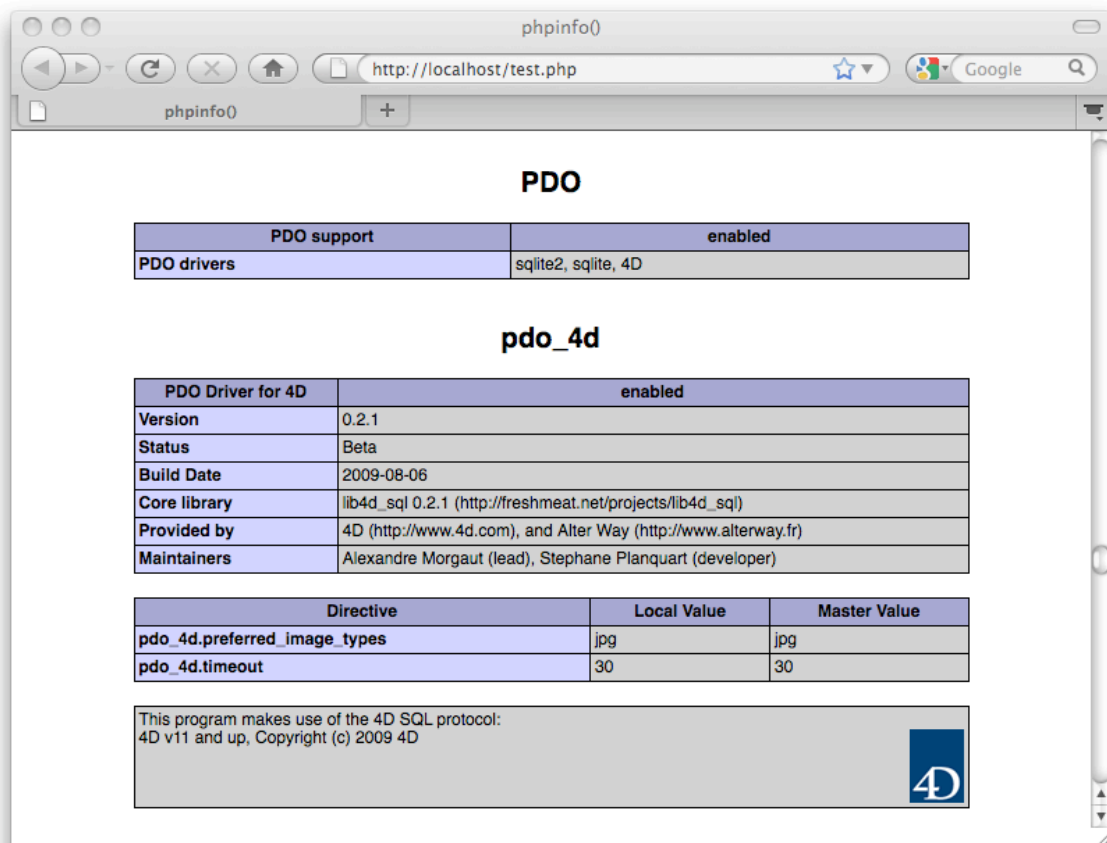 phpinfo()
http://localhost/test.php
Google
phpinfo()
PDO
PDO support enabled
PDO drivers sqlite2, sqlite, 4D
pdo_4d
PDO Driver for 4D enabled
Version 0.2.1
Status Beta
Build Date 2009-08-06
Core library lib4d_sql 0.2.1 (http://freshmeat.net/projects/lib4d_sql)
Provided by 4D (http://www.4d.com), and Alter Way (http://www.alterway.fr)
Maintainers Alexandre Morgaut (lead), Stephane Planquart (developer)
Directive Local Value Master Value
pdo_4d.preferred_image_types jpg jpg
pdo_4d.timeout 30 30
This program makes use of the 4D SQL protocol:
4D v11 and up, Copyright (c) 2009 4D
4D